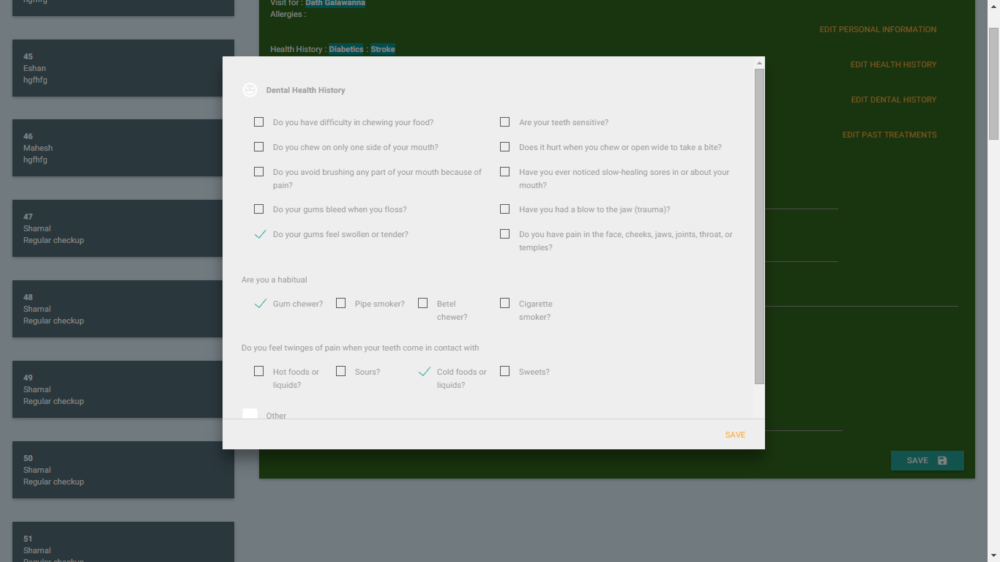 hgfhfg
45
Eshan
hgfhfg
46
Mahesh
hgfhfg
47
Shamal
Regular checkup
48
Shamal
Regular checkup
49
Shamal
Regular checkup
50
Shamal
Regular checkup
51
Shamal
Regular checkup
Visit for : Dath Galawanna
Allergies :
EDIT PERSONAL INFORMATION
Health History : Diabetics : Stroke
EDIT HEALTH HISTORY
EDIT DENTAL HISTORY
EDIT PAST TREATMENTS
Dental Health History
Do you have difficulty in chewing your food?
Are your teeth sensitive?
Do you chew on only one side of your mouth?
Does it hurt when you chew or open wide to take a bite?
Do you avoid brushing any part of your mouth because of
pain?
Have you ever noticed slow-healing sores in or about your
mouth?
Do your gums bleed when you floss?
Have you had a blow to the jaw (trauma)?
Do your gums feel swollen or tender?
Do you have pain in the face, cheeks, jaws, joints, throat, or
temples?
Are you a habitual
Gum chewer?
Pipe smoker?
Betel
chewer?
Cigarette
smoker?
Do you feel twinges of pain when your teeth come in contact with
Hot foods or
liquids?
Sours?
Cold foods or
liquids?
Sweets?
Other
SAVE
SAVE